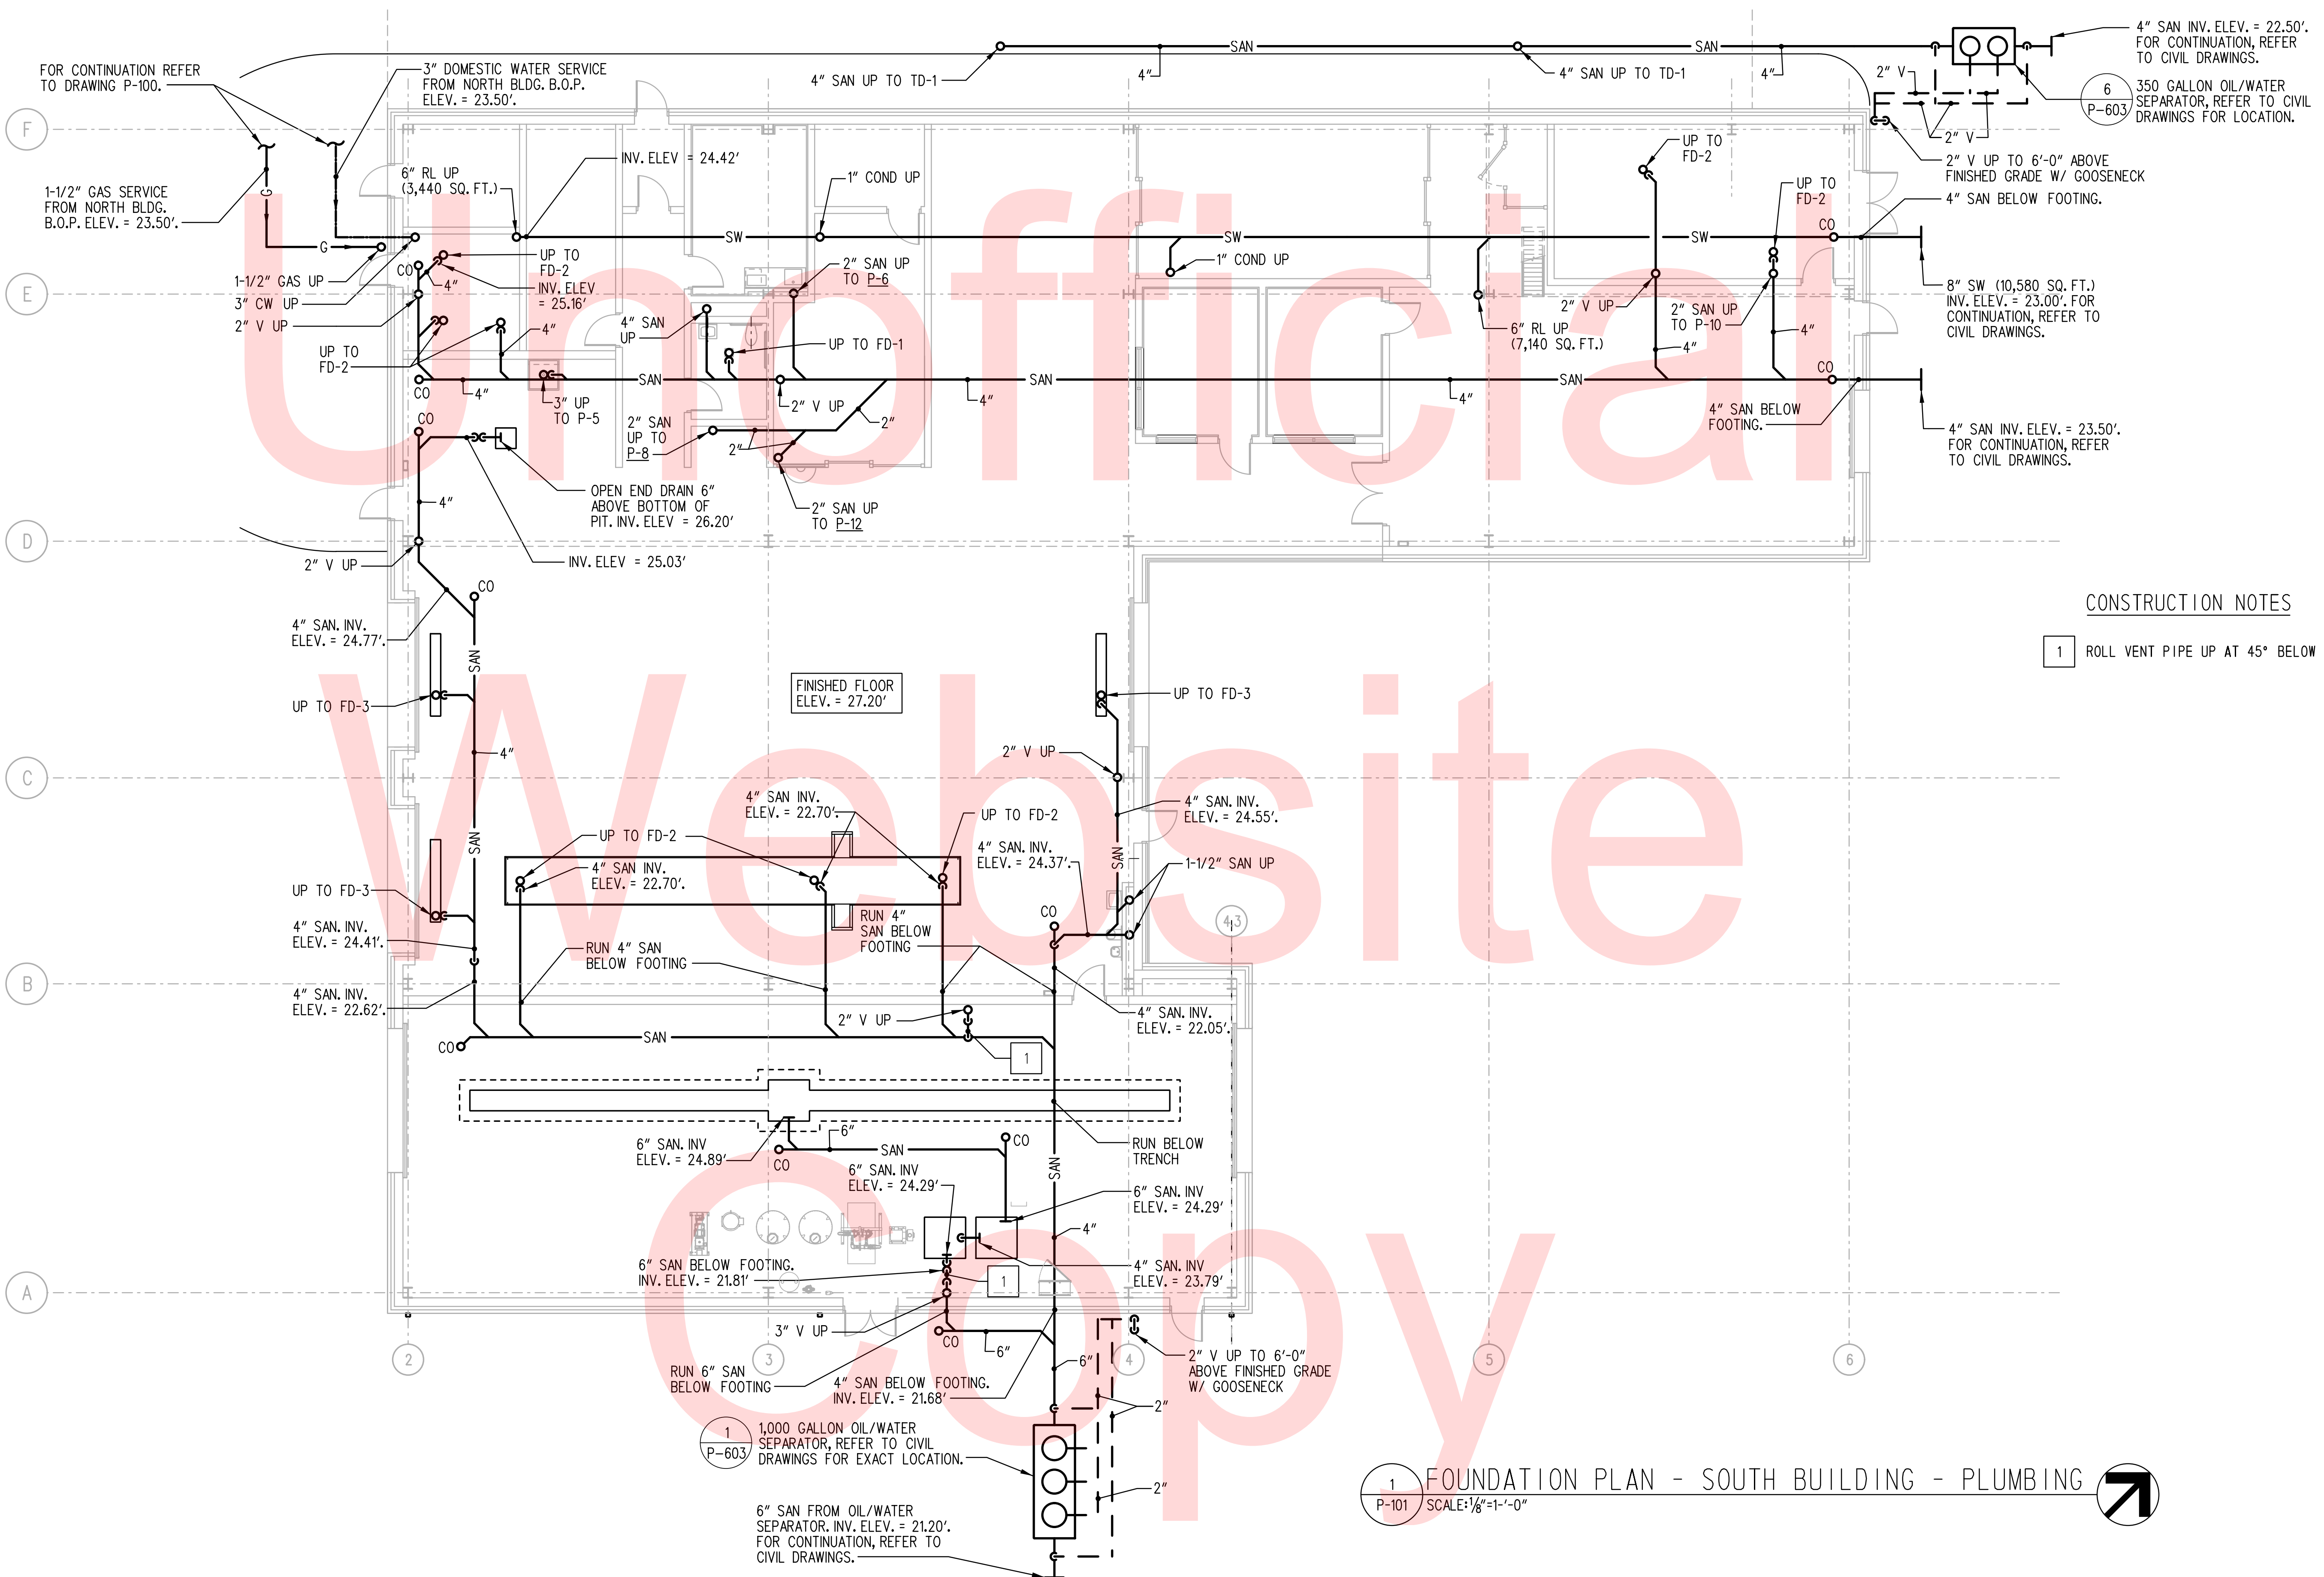 FOR CONTINUATION REFER
TO DRAWING P-100.
3" DOMESTIC WATER SERVICE
FROM NORTH BLDG. B.O.P.
ELEV. = 23.50'.
4" SAN UP TO TD-1
4"
SAN
4" SAN UP TO TD-1
SAN
4"
4" SAN INV. ELEV. = 22.50'.
FOR CONTINUATION, REFER
TO CIVIL DRAWINGS.
6
P-603
350 GALLON OIL/WATER
SEPARATOR, REFER TO CIVIL
DRAWINGS FOR LOCATION.
2" V
2" V
2" V UP TO 6'-0" ABOVE
FINISHED GRADE W/ GOOSENECK
F
1-1/2" GAS SERVICE
FROM NORTH BLDG.
B.O.P. ELEV. = 23.50'.
G
G
6" RL UP
(3,440 SQ. FT.)
INV. ELEV = 24.42'
1" COND UP
SW
SW
SW
UP TO
FD-2
UP TO
FD-2
CO
4" SAN BELOW FOOTING.
1-1/2" GAS UP
3" CW UP
2" V UP
CO
4"
UP TO
FD-2
INV. ELEV
= 25.16'
2" SAN UP
TO P-6
1" COND UP
8" SW (10,580 SQ. FT.)
INV. ELEV. = 23.00'. FOR
CONTINUATION, REFER TO
CIVIL DRAWINGS.
E
UP TO
FD-2
4"
4" SAN
UP
UP TO FD-1
6" RL UP
(7,140 SQ. FT.)
2" V UP
2" SAN UP
TO P-10
4"
4"
CO
4"
3" UP
TO P-5
SAN
2" V UP
4"
SAN
4"
SAN
CO
4" SAN BELOW
FOOTING.
4" SAN INV. ELEV. = 23.50'.
FOR CONTINUATION, REFER
TO CIVIL DRAWINGS.
CO
2" SAN
UP TO
P-8
2"
2"
2" SAN UP
TO P-12
4"
OPEN END DRAIN 6"
ABOVE BOTTOM OF
PIT. INV. ELEV = 26.20'
D
2" V UP
INV. ELEV = 25.03'
CO
4" SAN. INV.
ELEV. = 24.77'.
SAN
CONSTRUCTION NOTES
1
ROLL VENT PIPE UP AT 45° BELOW
FINISHED FLOOR
ELEV. = 27.20'
UP TO FD-3
UP TO FD-3
4"
2" V UP
C
SAN
4" SAN INV.
ELEV. = 22.70'.
UP TO FD-2
UP TO FD-2
4" SAN INV.
ELEV. = 22.70'.
4" SAN. INV.
ELEV. = 24.55'.
4" SAN. INV.
ELEV. = 24.37'.
SAN
1-1/2" SAN UP
UP TO FD-3
4" SAN. INV.
ELEV. = 24.41'.
RUN 4" SAN
BELOW FOOTING
RUN 4"
SAN BELOW
FOOTING
CO
4.3
B
4" SAN. INV.
ELEV. = 22.62'.
2" V UP
4" SAN. INV.
ELEV. = 22.05'.
CO
SAN
1
6" SAN. INV
ELEV. = 24.89'
CO
6"
SAN
CO
SAN
RUN BELOW
TRENCH
6" SAN. INV
ELEV. = 24.29'
6" SAN. INV
ELEV. = 24.29'
4"
6" SAN BELOW FOOTING.
INV. ELEV. = 21.81'
1
4" SAN. INV
ELEV. = 23.79'
A
3" V UP
CO
6"
6"
2
3
4
5
6
RUN 6" SAN
BELOW FOOTING
4" SAN BELOW FOOTING.
INV. ELEV. = 21.68'
2" V UP TO 6'-0"
ABOVE FINISHED GRADE
W/ GOOSENECK
2"
1
P-603
1,000 GALLON OIL/WATER
SEPARATOR, REFER TO CIVIL
DRAWINGS FOR EXACT LOCATION.
2"
6" SAN FROM OIL/WATER
SEPARATOR. INV. ELEV. = 21.20'.
FOR CONTINUATION, REFER TO
CIVIL DRAWINGS.
1
P-101
FOUNDATION PLAN - SOUTH BUILDING - PLUMBING
SCALE: 1/8"=1'-0"
Unofficial
Website
Copy